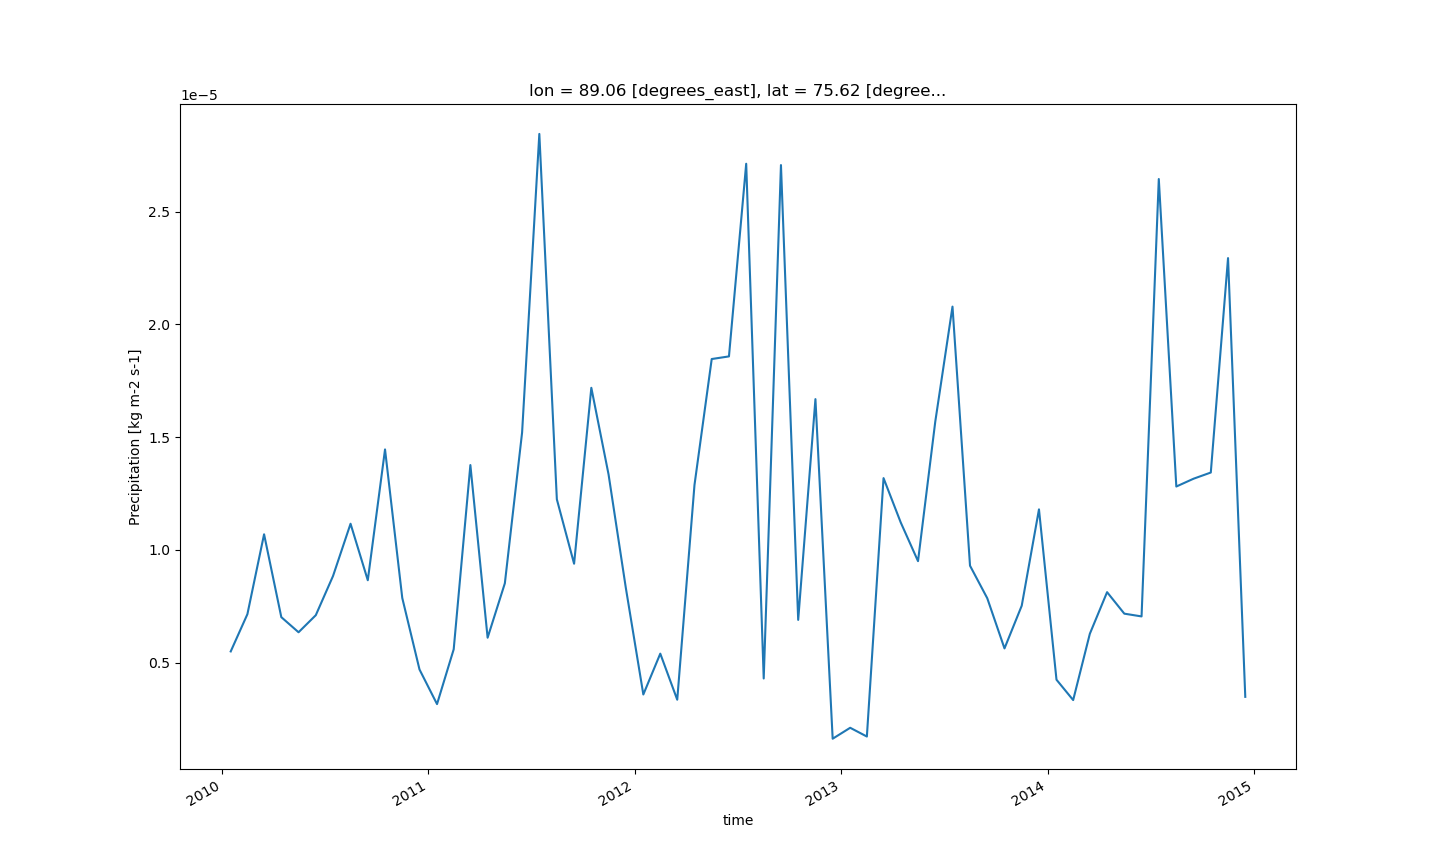 lon = 89.06 [degrees_east], lat = 75.62 [degree...
1e−5
2.5
2.0
1.5
1.0
0.5
Precipitation [kg m-2 s-1]
2010 2011 2012 2013 2014 2015
time